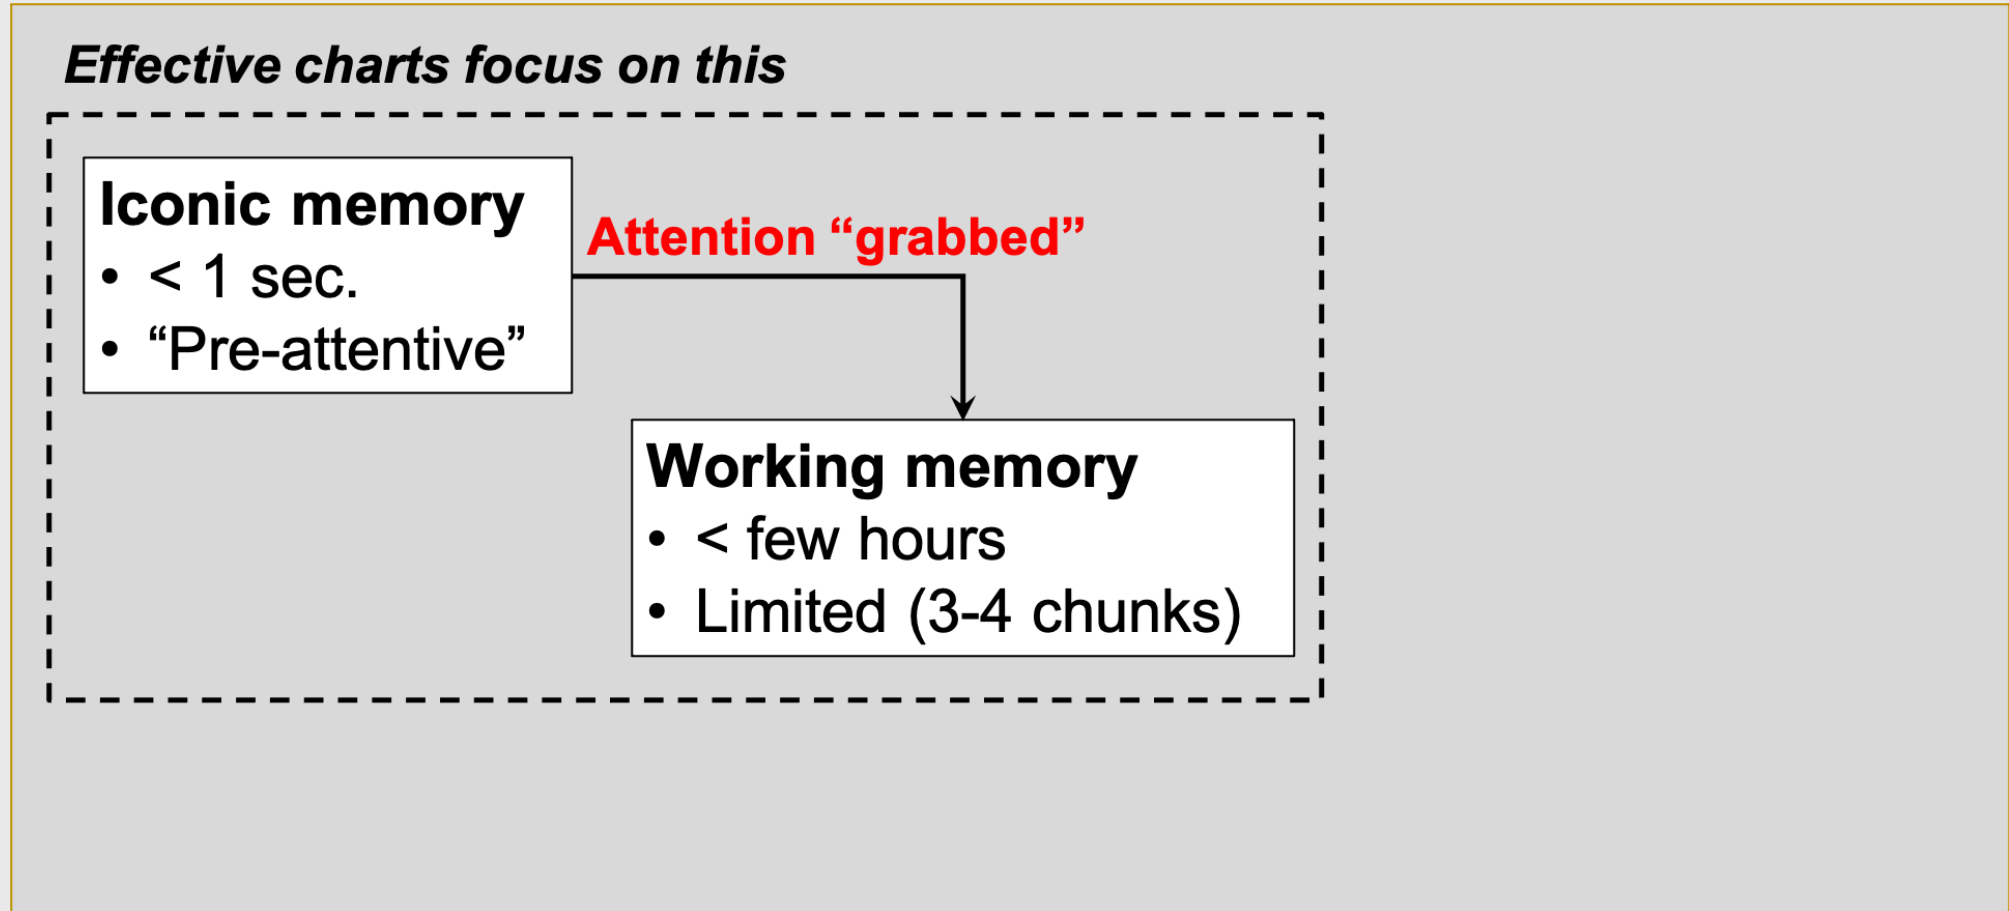 Effective charts focus on this
Iconic memory
• < 1 sec.
• “Pre-attentive”
Attention “grabbed”
Working memory
• < few hours
• Limited (3-4 chunks)